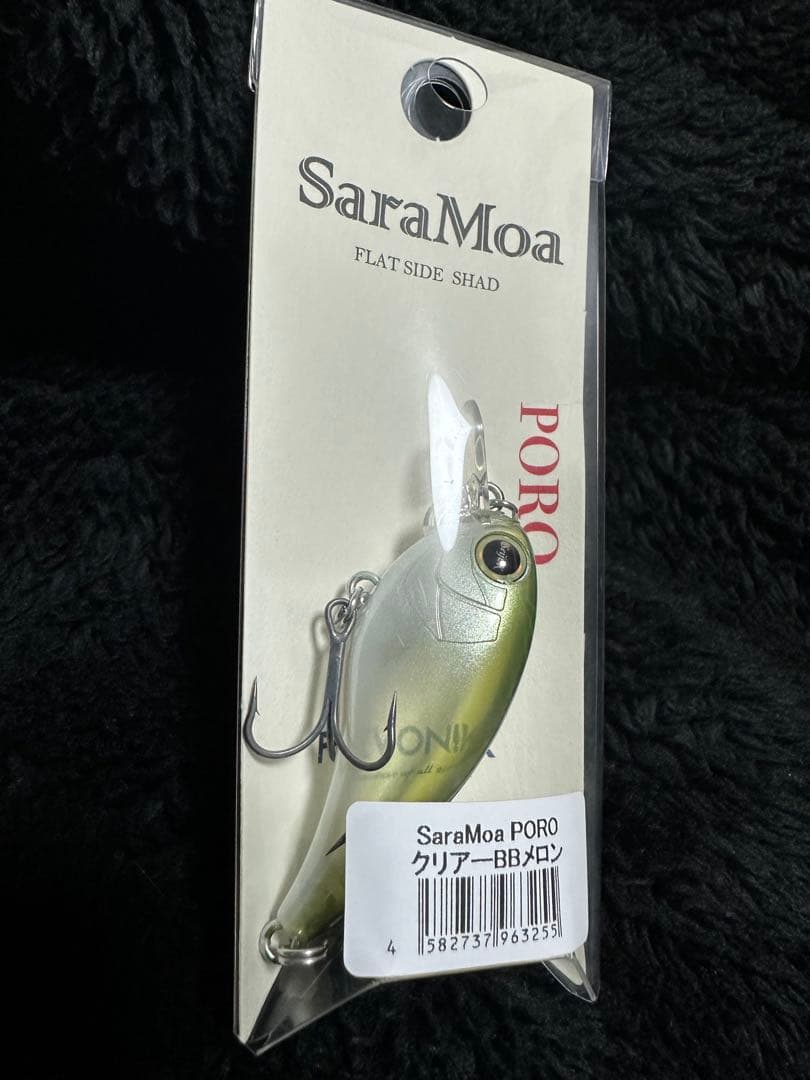 SaraMoa
FLAT SIDE SHAD
PORO
SaraMoa PORO
クリアーBBメロン
4 582737 963255